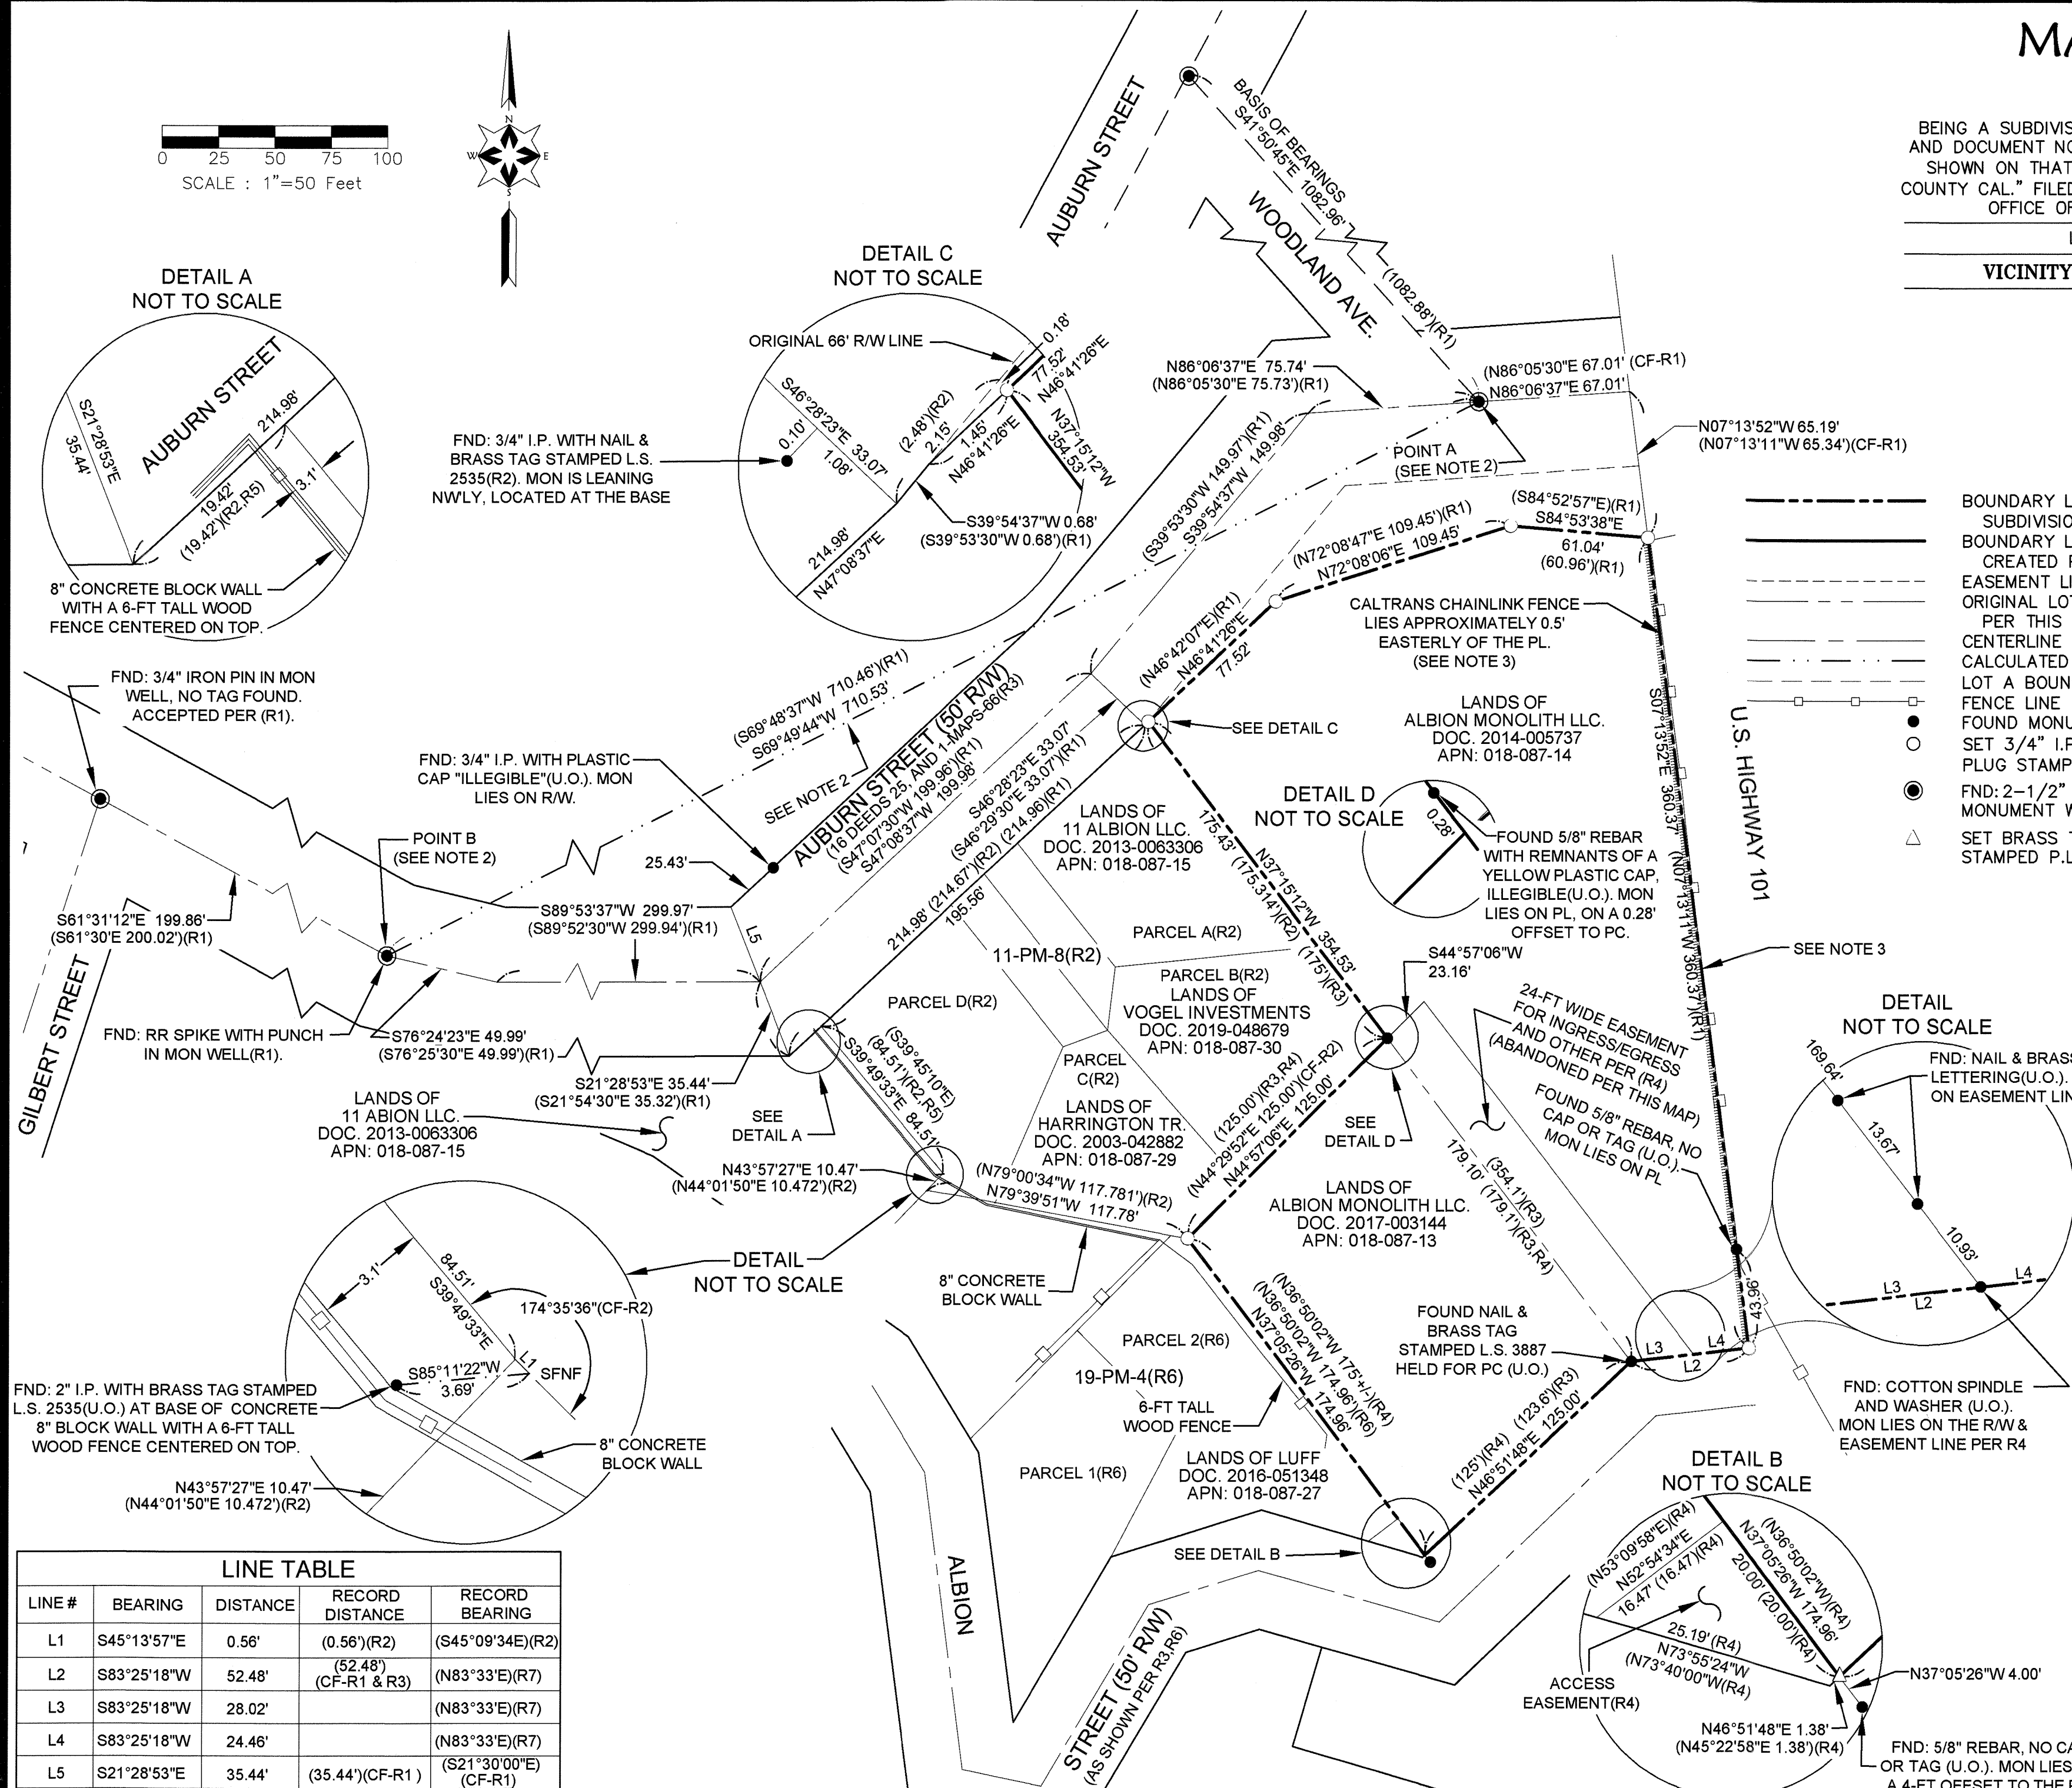 MA
BEING A SUBDIVIS
AND DOCUMENT NO
SHOWN ON THAT
COUNTY CAL." FILED
OFFICE OF
VICINITY
0 25 50 75 100
SCALE : 1"=50 Feet
N
W E
S
AUBURN STREET
BASIS OF BEARINGS
S41°50'45"E 1082.96'
(1082.88')(R1)
WOODLAND AVE.
DETAIL A
NOT TO SCALE
AUBURN STREET
S21°28'53"E
35.44'
214.98'
19.42'
(19.42')(R2,R5)
3.1'
8" CONCRETE BLOCK WALL
WITH A 6-FT TALL WOOD
FENCE CENTERED ON TOP.
DETAIL C
NOT TO SCALE
ORIGINAL 66' R/W LINE
0.18'
77.52'
N46°41'26"E
S46°28'23"E 33.07'
0.10'
1.08'
(2.48')(R2)
2.15'
1.45'
N46°41'26"E
N37°15'12"W
354.53'
S39°54'37"W 0.68'
(S39°53'30"W 0.68')(R1)
214.98'
N47°08'37"E
FND: 3/4" I.P. WITH NAIL &
BRASS TAG STAMPED L.S.
2535(R2). MON IS LEANING
NW'LY, LOCATED AT THE BASE
N86°06'37"E 75.74'
(N86°05'30"E 75.73')(R1)
(N86°05'30"E 67.01' (CF-R1)
N86°06'37"E 67.01'
N07°13'52"W 65.19'
(N07°13'11"W 65.34')(CF-R1)
POINT A
(SEE NOTE 2)
(S39°53'30"W 149.97')(R1)
S39°54'37"W 149.98'
(S84°52'57"E)(R1)
S84°53'38"E
61.04'
(60.96')(R1)
(N72°08'47"E 109.45')(R1)
N72°08'06"E 109.45'
(N46°42'07"E)(R1)
N46°41'26"E
77.52'
CALTRANS CHAINLINK FENCE
LIES APPROXIMATELY 0.5'
EASTERLY OF THE PL.
(SEE NOTE 3)
BOUNDARY L
SUBDIVISIO
BOUNDARY L
CREATED P
EASEMENT LI
ORIGINAL LOT
PER THIS
CENTERLINE
CALCULATED
LOT A BOUN
FENCE LINE
FOUND MONU
SET 3/4" I.P
PLUG STAMP
FND: 2-1/2"
MONUMENT W
SET BRASS T
STAMPED P.L
FND: 3/4" IRON PIN IN MON
WELL, NO TAG FOUND.
ACCEPTED PER (R1).
FND: 3/4" I.P. WITH PLASTIC
CAP "ILLEGIBLE"(U.O.). MON
LIES ON R/W.
(S69°48'37"W 710.46')(R1)
S69°49'44"W 710.53'
SEE NOTE 2
AUBURN STREET (50' R/W)
(16 DEEDS 25, AND 1-MAPS-66(R3)
(S47°07'30"W 199.96')(R1)
S47°08'37"W 199.98'
S46°28'23"E 33.07'
(S46°29'30"E 33.07')(R1)
214.98' (214.67')(R2) (214.96)(R1)
195.56'
SEE DETAIL C
LANDS OF
ALBION MONOLITH LLC.
DOC. 2014-005737
APN: 018-087-14
S07°13'52"E 360.37' (N07°13'11"W 360.37')(R1)
U.S. HIGHWAY 101
POINT B
(SEE NOTE 2)
25.43'
L5
S89°53'37"W 299.97'
(S89°52'30"W 299.94')(R1)
S61°31'12"E 199.86'
(S61°30'E 200.02')(R1)
GILBERT STREET
FND: RR SPIKE WITH PUNCH
IN MON WELL(R1).
S76°24'23"E 49.99'
(S76°25'30"E 49.99')(R1)
S21°28'53"E 35.44'
(S21°54'30"E 35.32')(R1)
LANDS OF
11 ALBION LLC.
DOC. 2013-0063306
APN: 018-087-15
175.43' (175.314')(R2) (175')(R3)
N37°15'12"W 354.53'
DETAIL D
NOT TO SCALE
0.28'
FOUND 5/8" REBAR
WITH REMNANTS OF A
YELLOW PLASTIC CAP,
ILLEGIBLE(U.O.). MON
LIES ON PL, ON A 0.28'
OFFSET TO PC.
PARCEL A(R2)
11-PM-8(R2)
PARCEL B(R2)
LANDS OF
VOGEL INVESTMENTS
DOC. 2019-048679
APN: 018-087-30
PARCEL D(R2)
PARCEL
C(R2)
LANDS OF
HARRINGTON TR.
DOC. 2003-042882
APN: 018-087-29
S44°57'06"W
23.16'
SEE NOTE 3
24-FT WIDE EASEMENT
FOR INGRESS/EGRESS
AND OTHER PER (R4)
(ABANDONED PER THIS MAP)
FOUND 5/8" REBAR, NO
CAP OR TAG (U.O.).
MON LIES ON PL
DETAIL
NOT TO SCALE
169.64'
13.67'
10.93'
L3
L2
L4
FND: NAIL & BRAS
LETTERING(U.O.).
ON EASEMENT LIN
LANDS OF
11 ABION LLC.
DOC. 2013-0063306
APN: 018-087-15
SEE
DETAIL A
(S39°45'10"E)
(84.51')(R2,R5)
S39°49'33"E 84.51'
N43°57'27"E 10.47'
(N44°01'50"E 10.472')(R2)
(N79°00'34"W 117.781')(R2)
N79°39'51"W 117.78'
(125.00')(R3,R4)
(N44°29'52"E 125.00')(CF-R2)
N44°57'06"E 125.00'
SEE
DETAIL D
LANDS OF
ALBION MONOLITH LLC.
DOC. 2017-003144
APN: 018-087-13
(354.1')(R3)
179.10' (179.1')(R3,R4)
43.96'
L3
L2
L4
FOUND NAIL &
BRASS TAG
STAMPED L.S. 3887
HELD FOR PC (U.O.)
FND: COTTON SPINDLE
AND WASHER (U.O.).
MON LIES ON THE R/W &
EASEMENT LINE PER R4
DETAIL
NOT TO SCALE
8" CONCRETE
BLOCK WALL
3.1'
84.51'
S39°49'33"E
174°35'36"(CF-R2)
L1
SFNF
S85°11'22"W
3.69'
FND: 2" I.P. WITH BRASS TAG STAMPED
L.S. 2535(U.O.) AT BASE OF CONCRETE
8" BLOCK WALL WITH A 6-FT TALL
WOOD FENCE CENTERED ON TOP.
8" CONCRETE
BLOCK WALL
N43°57'27"E 10.47'
(N44°01'50"E 10.472')(R2)
PARCEL 2(R6)
19-PM-4(R6)
6-FT TALL
WOOD FENCE
PARCEL 1(R6)
(N36°50'02"W 175'+/-)(R4)
(N36°50'02"W 174.96')(R6)
N37°05'26"W 174.96'
LANDS OF LUFF
DOC. 2016-051348
APN: 018-087-27
(125')(R4) (123.6')(R3)
N46°51'48"E 125.00'
SEE DETAIL B
ALBION
STREET (50' R/W)
(AS SHOWN PER R3,R6)
DETAIL B
NOT TO SCALE
(N53°09'58"E)(R4)
N52°54'34"E
16.47' (16.47')(R4)
(N36°50'02"W)(R4)
N37°05'26"W 174.96'
20.00' (20.00')(R4)
25.19' (R4)
N73°55'24"W
(N73°40'00"W(R4)
ACCESS
EASEMENT(R4)
N37°05'26"W 4.00'
N46°51'48"E 1.38'
(N45°22'58"E 1.38')(R4)
FND: 5/8" REBAR, NO CA
OR TAG (U.O.). MON LIES
A 4-FT OFFSET TO THE
LINE TABLE
LINE # BEARING DISTANCE RECORD DISTANCE RECORD BEARING
L1 S45°13'57"E 0.56' (0.56')(R2) (S45°09'34E)(R2)
L2 S83°25'18"W 52.48' (52.48') (CF-R1 & R3) (N83°33'E)(R7)
L3 S83°25'18"W 28.02' (N83°33'E)(R7)
L4 S83°25'18"W 24.46' (N83°33'E)(R7)
L5 S21°28'53"E 35.44' (35.44')(CF-R1 ) (S21°30'00"E) (CF-R1)